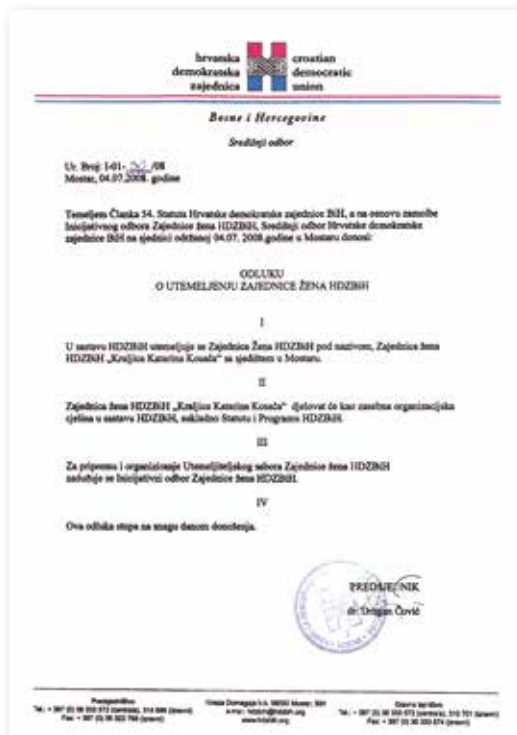 hrvatska
demokratska
zajednica
croatian
democratic
union
Bosne i Hercegovine
Središnji odbor
Ur. Broj: I-01- /08
Mostar, 04.07.2008. godine
Temeljem Članka 54. Statuta Hrvatske demokratske zajednice BiH, a na osnovu zamolbe
Inicijativnog odbora Zajednice žena HDZBiH, Središnji odbor Hrvatske demokratske
zajednice BiH na sjednici održanoj 04.07. 2008.godine u Mostaru donosi:
ODLUKU
O UTEMELJENJU ZAJEDNICE ŽENA HDZBiH
I
U sastavu HDZBiH utemeljuje se Zajednica Žena HDZBiH pod nazivom, Zajednica žena
HDZBiH „Kraljica Katarina Kosača“ sa sjedištem u Mostaru.
II
Zajednica žena HDZBiH „Kraljica Katarina Kosača“ djelovat će kao zasebna organizacijska
cjelina u sastavu HDZBiH, sukladno Statutu i Programu HDZBiH.
III
Za pripremu i organiziranje Utemeljiteljskog sabora Zajednice žena HDZBiH
zadužuje se Inicijativni odbor Zajednice žena HDZBiH.
IV
Ova odluka stupa na snagu danom donošenja.
PREDSJEDNIK
dr. Dragan Čović